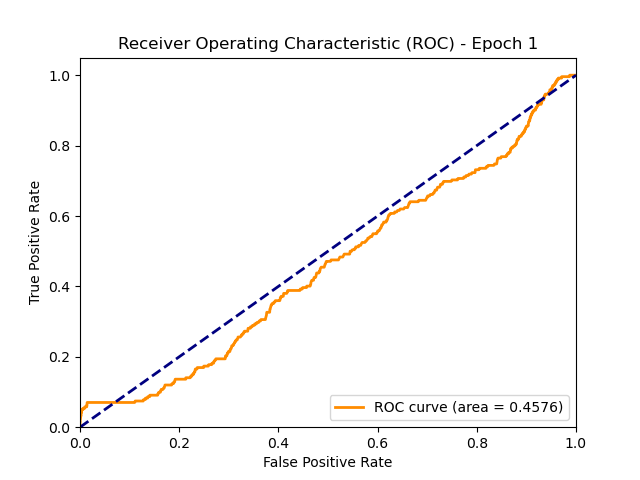 Receiver Operating Characteristic (ROC) - Epoch 1
True Positive Rate
1.0
0.8
0.6
0.4
0.2
0.0
0.0 0.2 0.4 0.6 0.8 1.0
False Positive Rate
ROC curve (area = 0.4576)